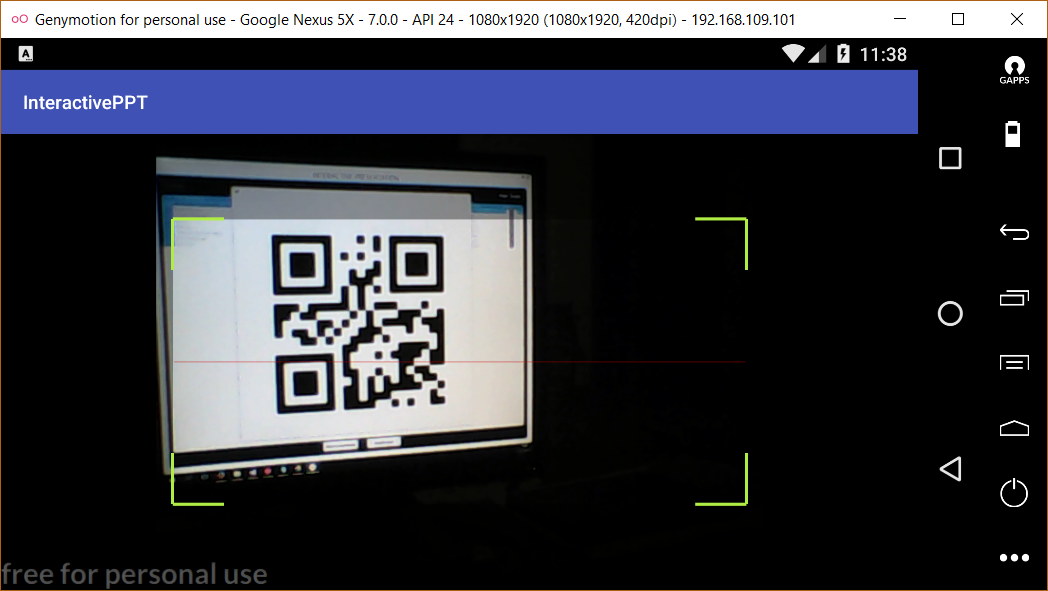 Genymotion for personal use - Google Nexus 5X - 7.0.0 - API 24 - 1080x1920 (1080x1920, 420dpi) - 192.168.109.101
A
11:38
GAPPS
InteractivePPT
free for personal use